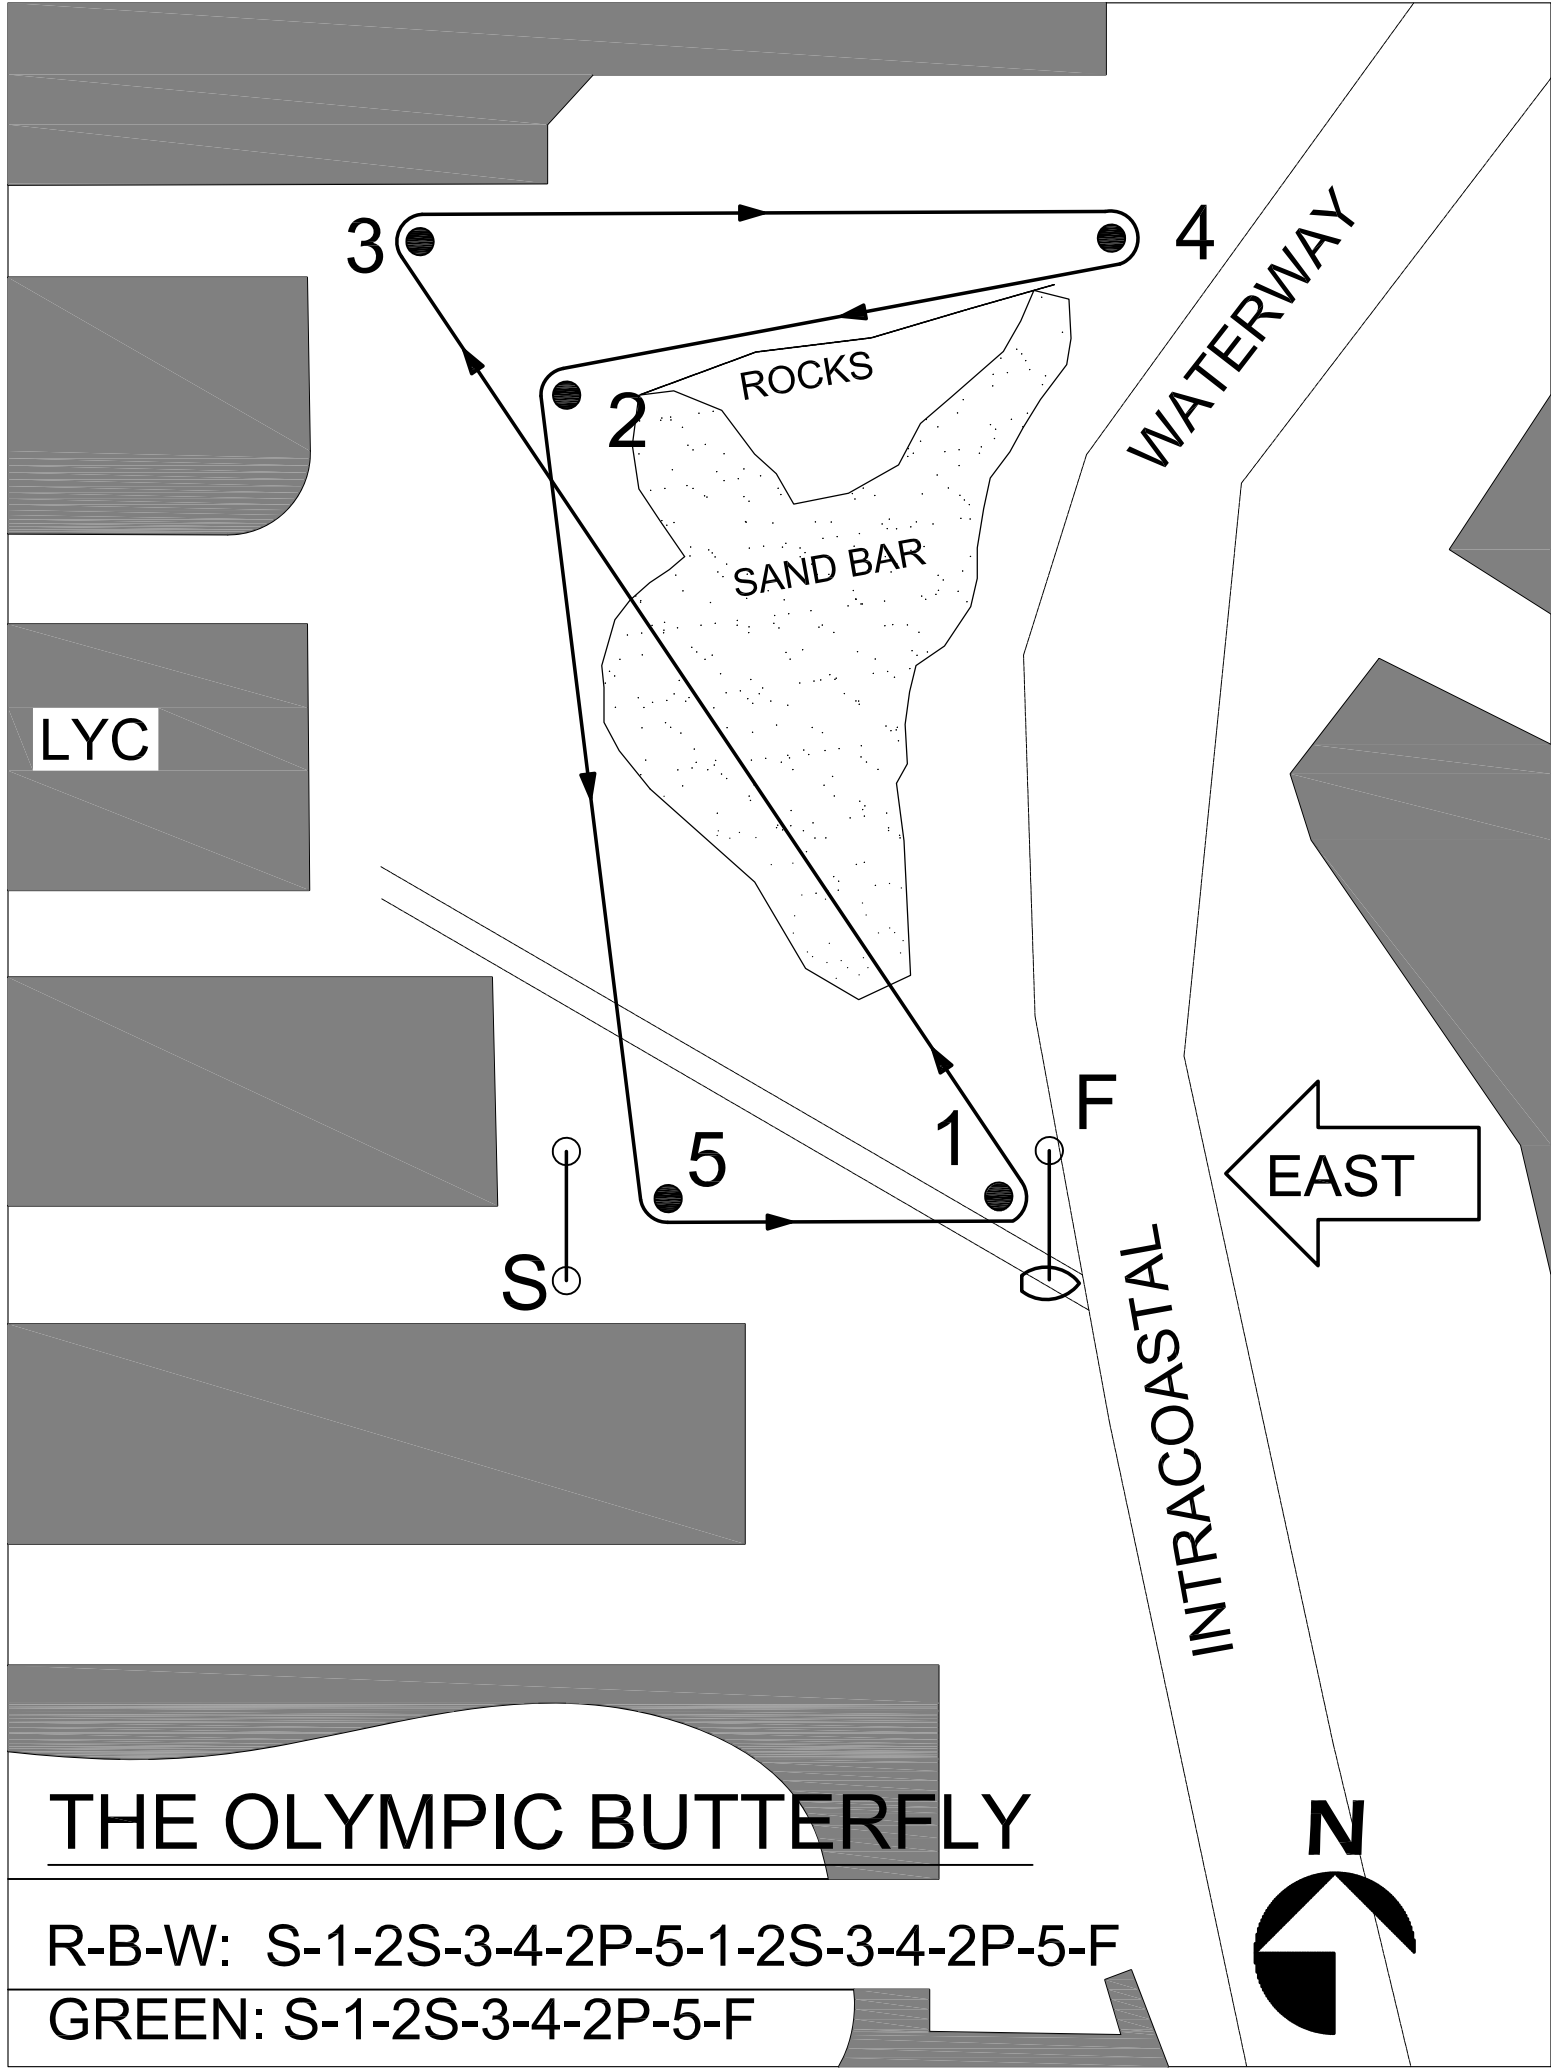 3
4
WATERWAY
ROCKS
2
SAND BAR
LYC
F
1
5
EAST
S
INTRACOASTAL
THE OLYMPIC BUTTERFLY
N
R-B-W: S-1-2S-3-4-2P-5-1-2S-3-4-2P-5-F
GREEN: S-1-2S-3-4-2P-5-F